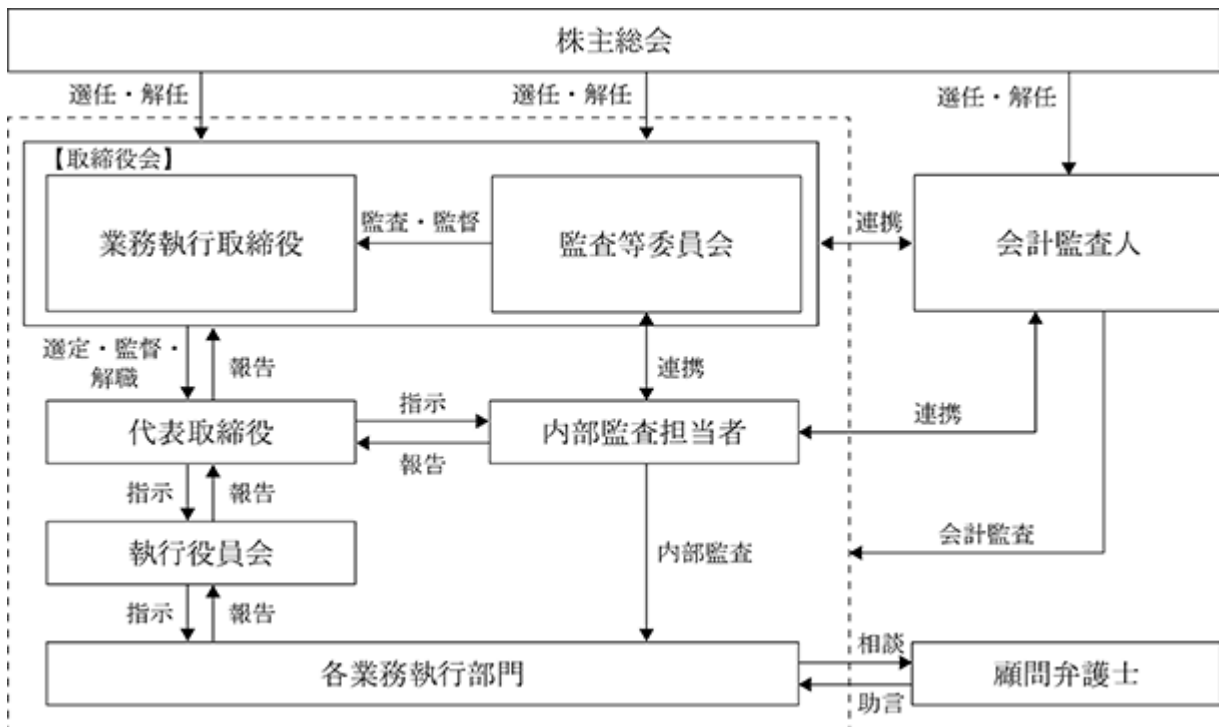 株主総会
選任・解任
選任・解任
選任・解任
【取締役会】
業務執行取締役
監査・監督
監査等委員会
連携
会計監査人
選定・監督・
解職
報告
連携
代表取締役
指示
報告
内部監査担当者
連携
指示
報告
執行役員会
内部監査
会計監査
指示
報告
各業務執行部門
相談
助言
顧問弁護士